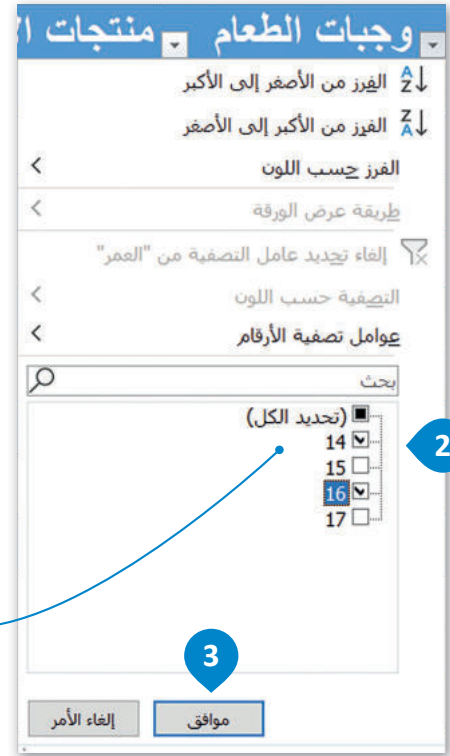 وجبات الطعام منتجات ا
الفرز من الأصغر إلى الأكبر
الفرز من الأكبر إلى الأصغر
الفرز حسب اللون
طريقة عرض الورقة
إلغاء تحديد عامل التصفية من "العمر"
التصفية حسب اللون
عوامل تصفية الأرقام
بحث
(تحديد الكل)
14
2
15
16
17
3
موافق إلغاء الأمر